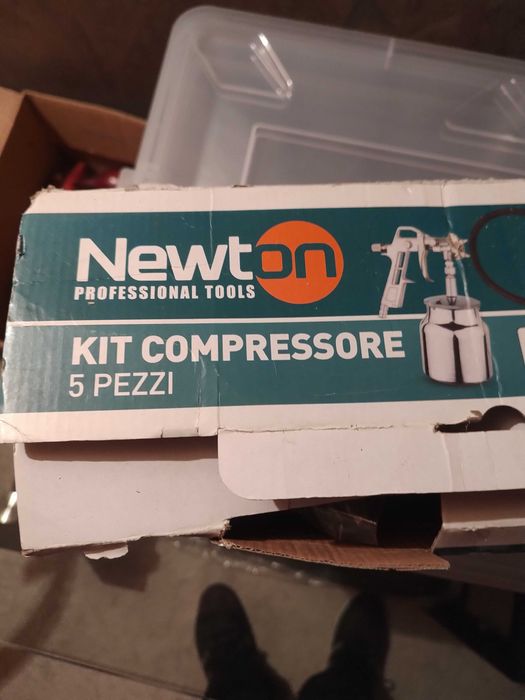 Newton
PROFESSIONAL TOOLS
KIT COMPRESSORE
5 PEZZI